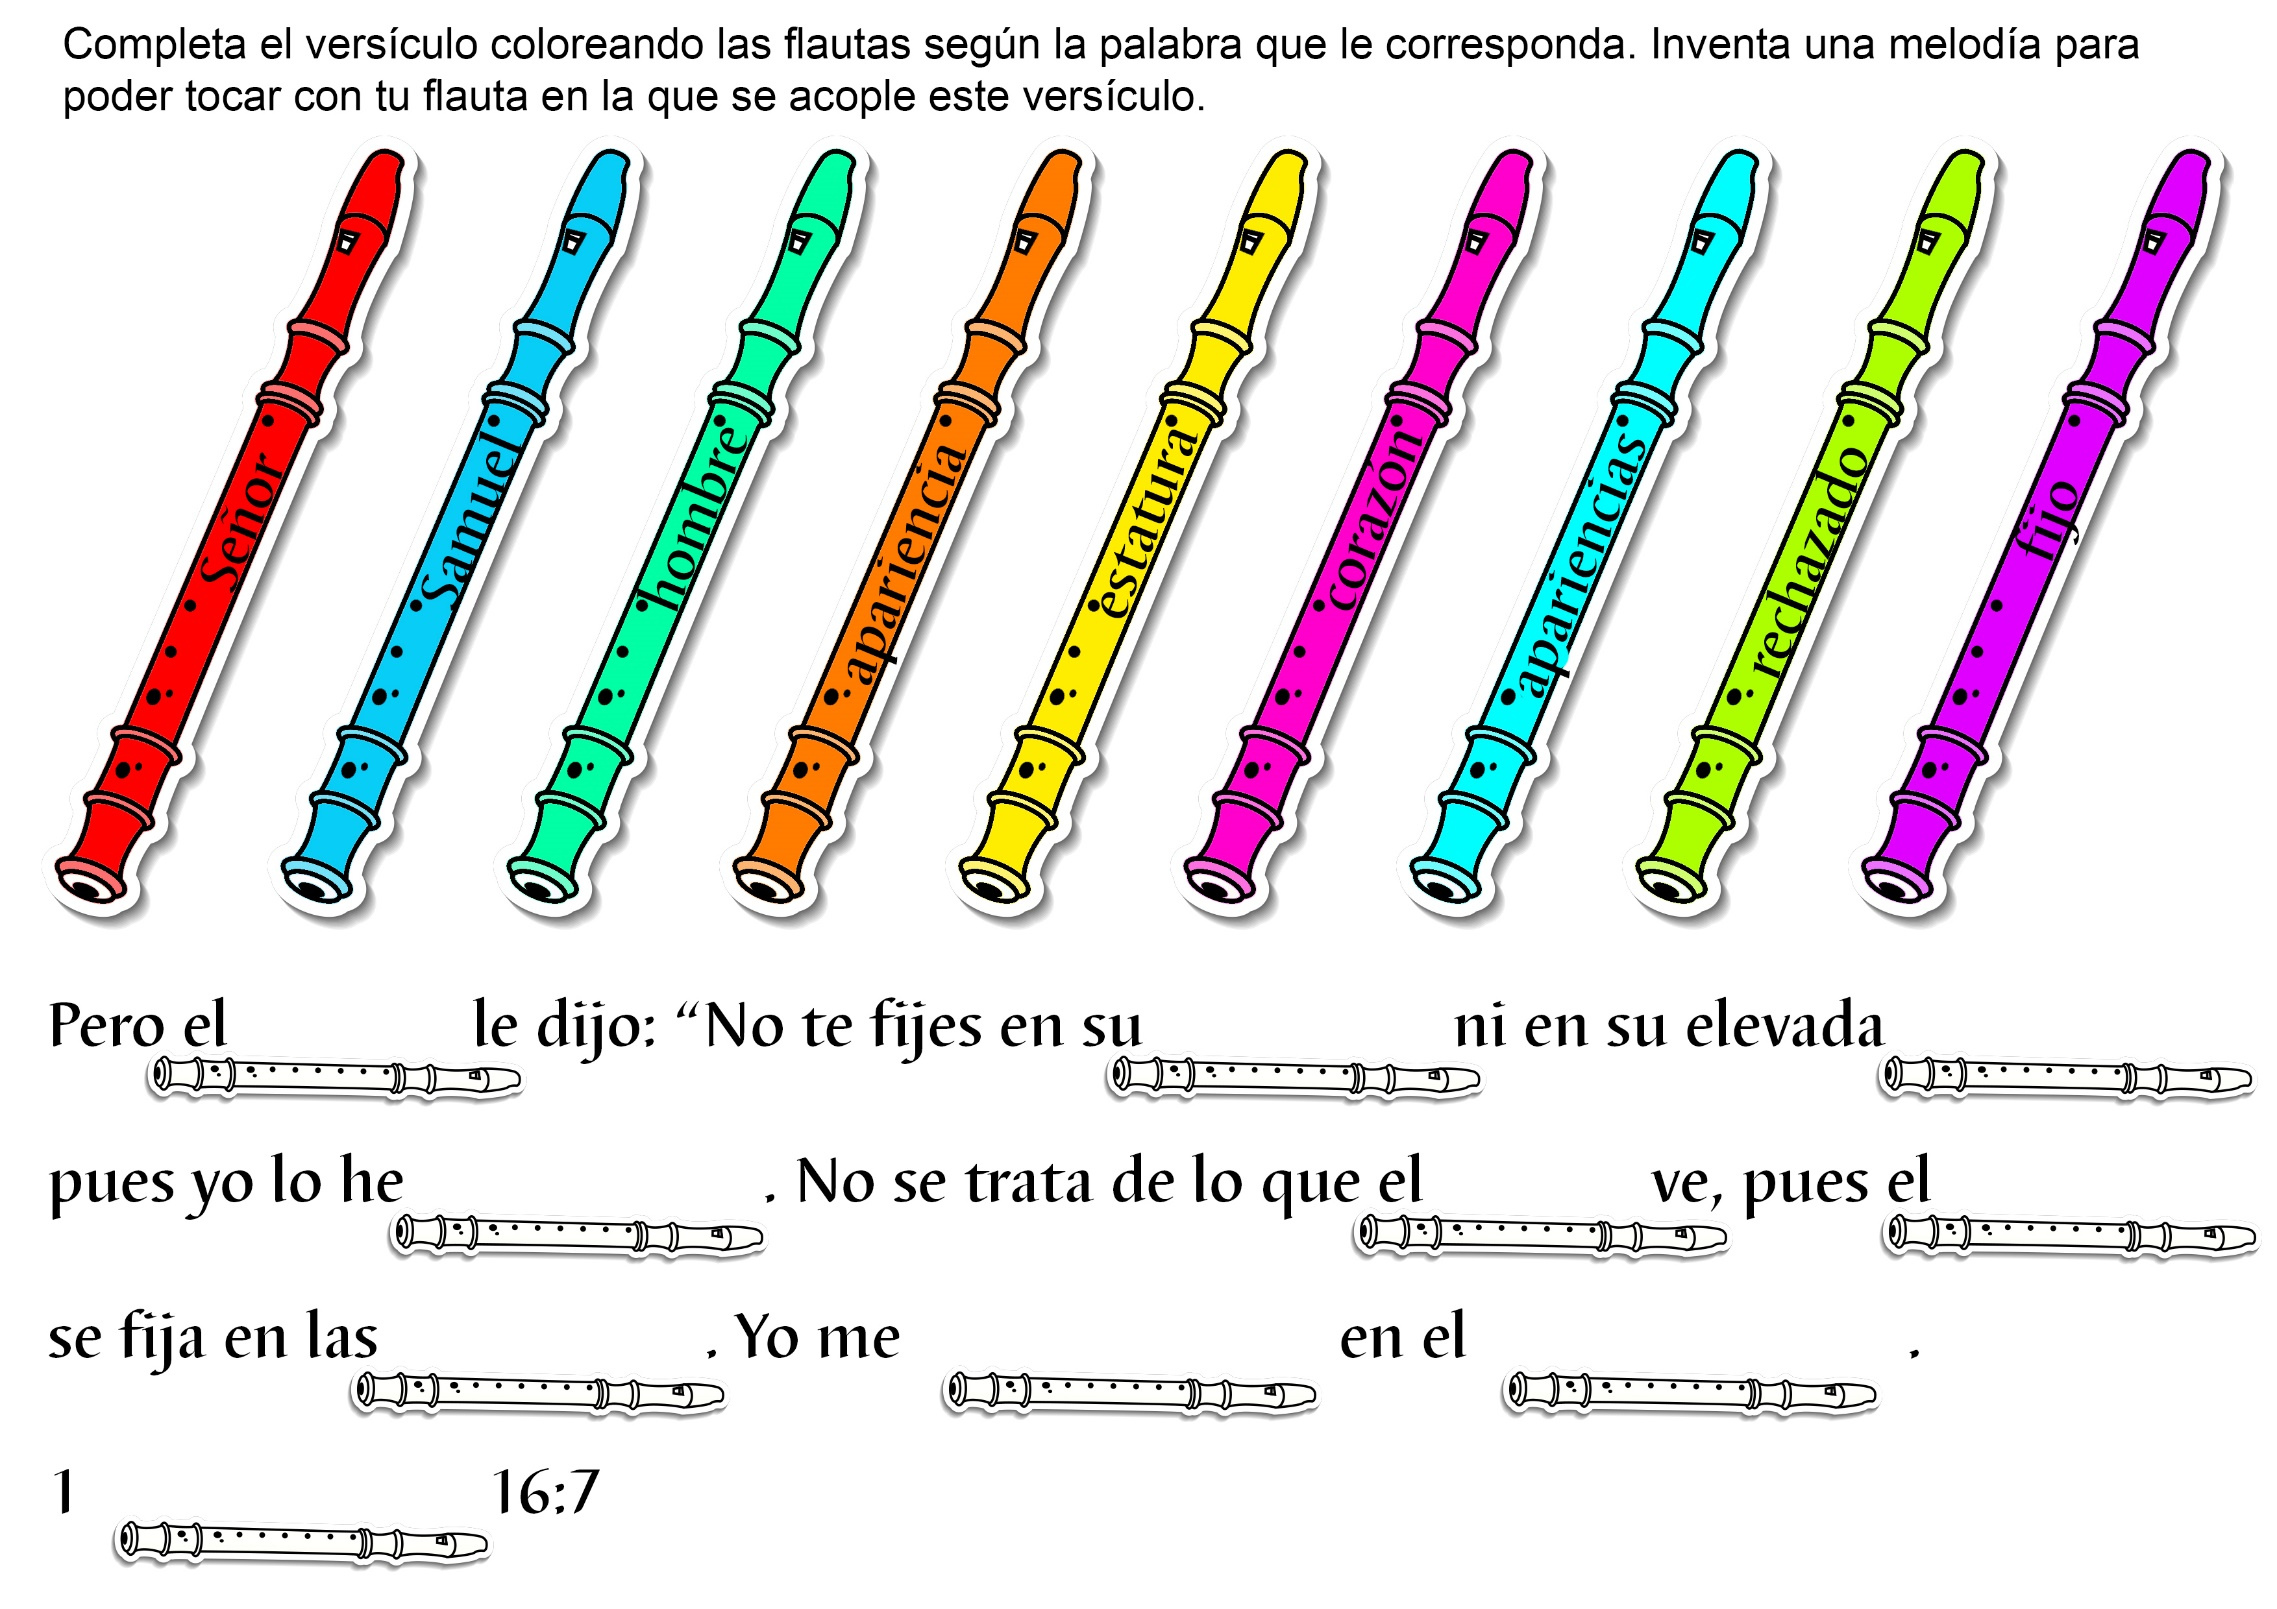 Completa el versículo coloreando las flautas según la palabra que le corresponda. Inventa una melodía para
poder tocar con tu flauta en la que se acople este versículo.
Señor
Samuel
hombre
apariencia
estatura
corazón
apariencias
rechazado
fijo
Pero el le dijo: “No te fijes en su ni en su elevada
pues yo lo he . No se trata de lo que el ve, pues el
se fija en las . Yo me en el .
1 16:7